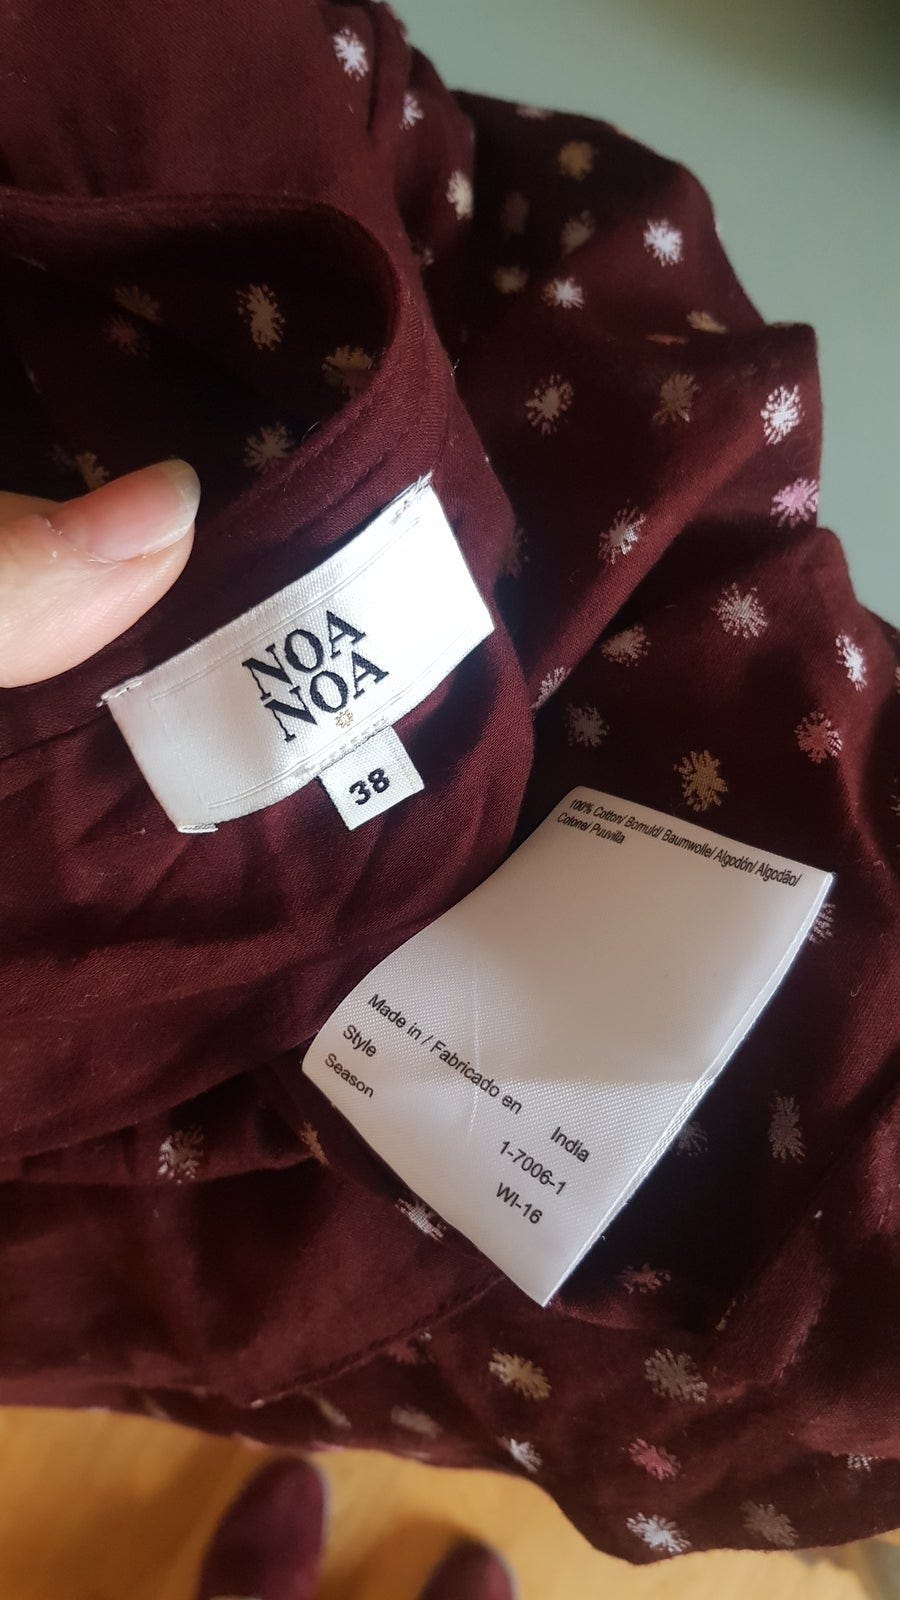 NOA
NOA
38
100% Cotton/ Bomuld/ Baumwolle/ Algodón/ Algodão/
Cotone/ Puuvilla
Made in / Fabricado en India
Style 1-7006-1
Season WI-16